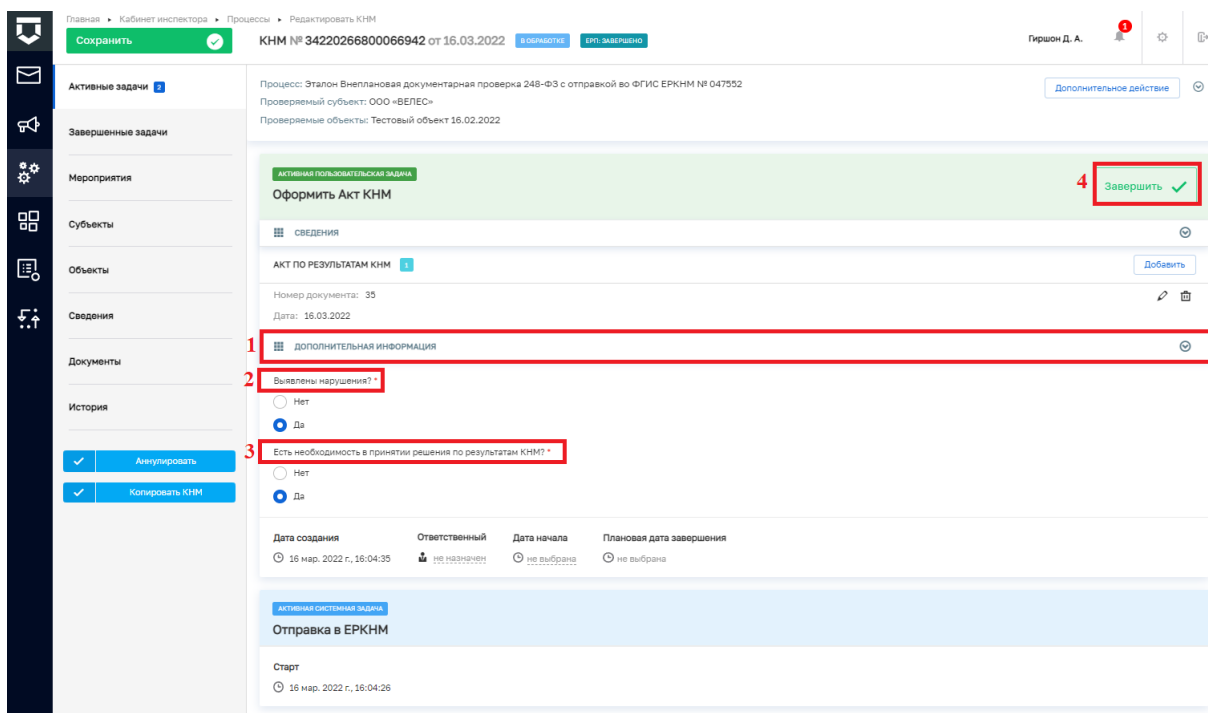 Главная ▸ Кабинет инспектора ▸ Процессы ▸ Редактировать КНМ
Сохранить
КНМ № 34220266800066942 от 16.03.2022 В ОБРАБОТКЕ ЕРП: ЗАВЕРШЕНО
Гиршон Д. А. 1
Активные задачи 2
Завершенные задачи
Мероприятия
Субъекты
Объекты
Сведения
Документы
История
Аннулировать
Копировать КНМ
Процесс: Эталон Внеплановая документарная проверка 248-ФЗ с отправкой во ФГИС ЕРКНМ № 047552
Дополнительное действие
Проверяемый субъект: ООО «ВЕЛЕС»
Проверяемые объекты: Тестовый объект 16.02.2022
АКТИВНАЯ ПОЛЬЗОВАТЕЛЬСКАЯ ЗАДАЧА
Оформить Акт КНМ
4 Завершить
СВЕДЕНИЯ
АКТ ПО РЕЗУЛЬТАТАМ КНМ 1
Добавить
Номер документа: 35
Дата: 16.03.2022
1 ДОПОЛНИТЕЛЬНАЯ ИНФОРМАЦИЯ
2 Выявлены нарушения? *
Нет
Да
3 Есть необходимость в принятии решения по результатам КНМ? *
Нет
Да
Дата создания Ответственный Дата начала Плановая дата завершения
16 мар. 2022 г., 16:04:35 не назначен не выбрана не выбрана
АКТИВНАЯ СИСТЕМНАЯ ЗАДАЧА
Отправка в ЕРКНМ
Старт
16 мар. 2022 г., 16:04:26